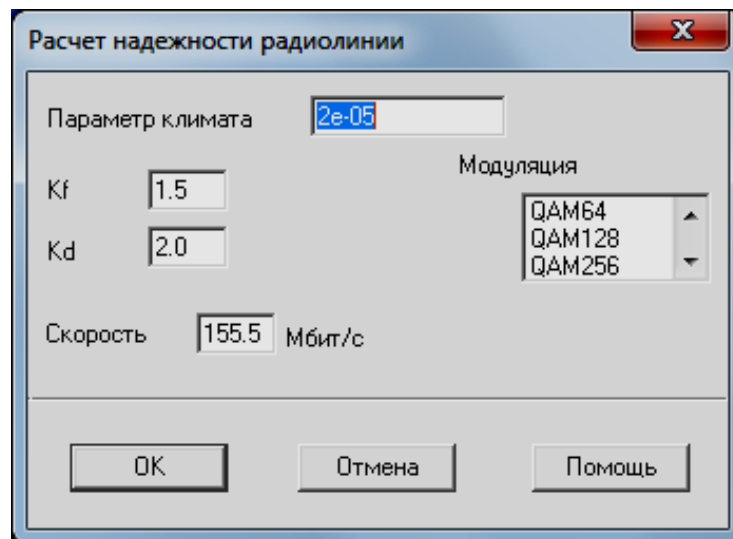 Расчет надежности радиолинии
Параметр климата 2e-05
Модуляция
Kf 1.5
QAM64
QAM128
Kd 2.0
QAM256
Скорость 155.5 Мбит/с
OK Отмена Помощь